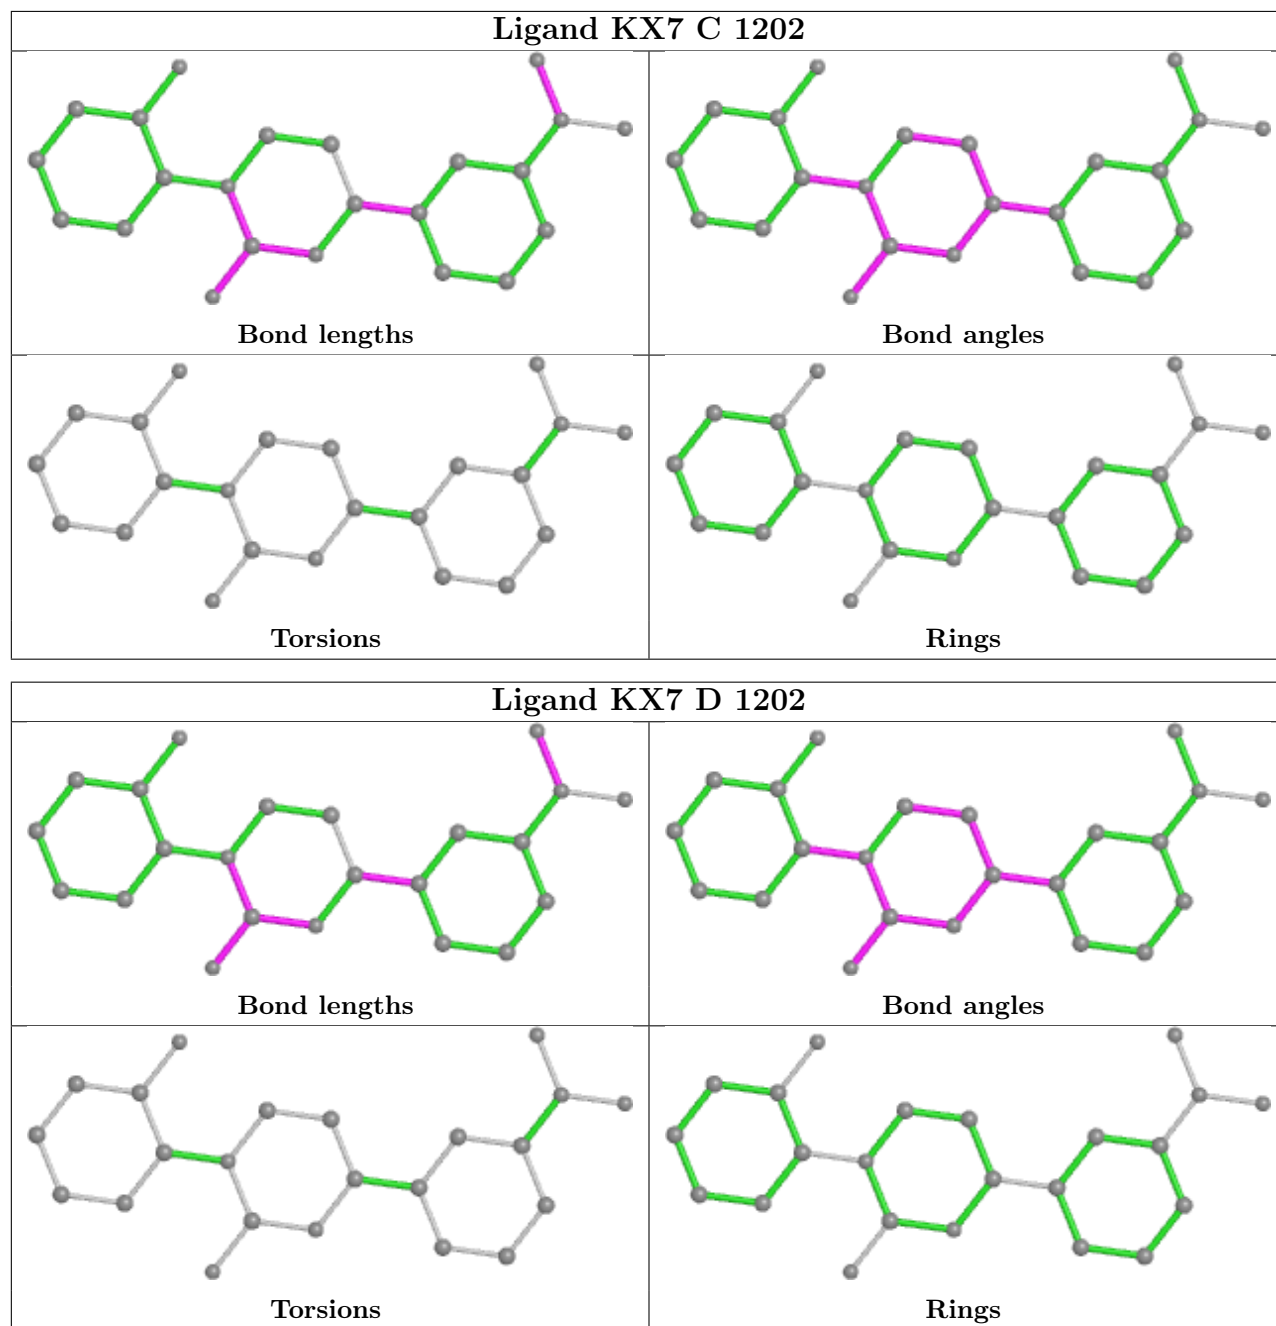 Ligand KX7 C 1202
Bond lengths
Bond angles
Torsions
Rings
Ligand KX7 D 1202
Bond lengths
Bond angles
Torsions
Rings